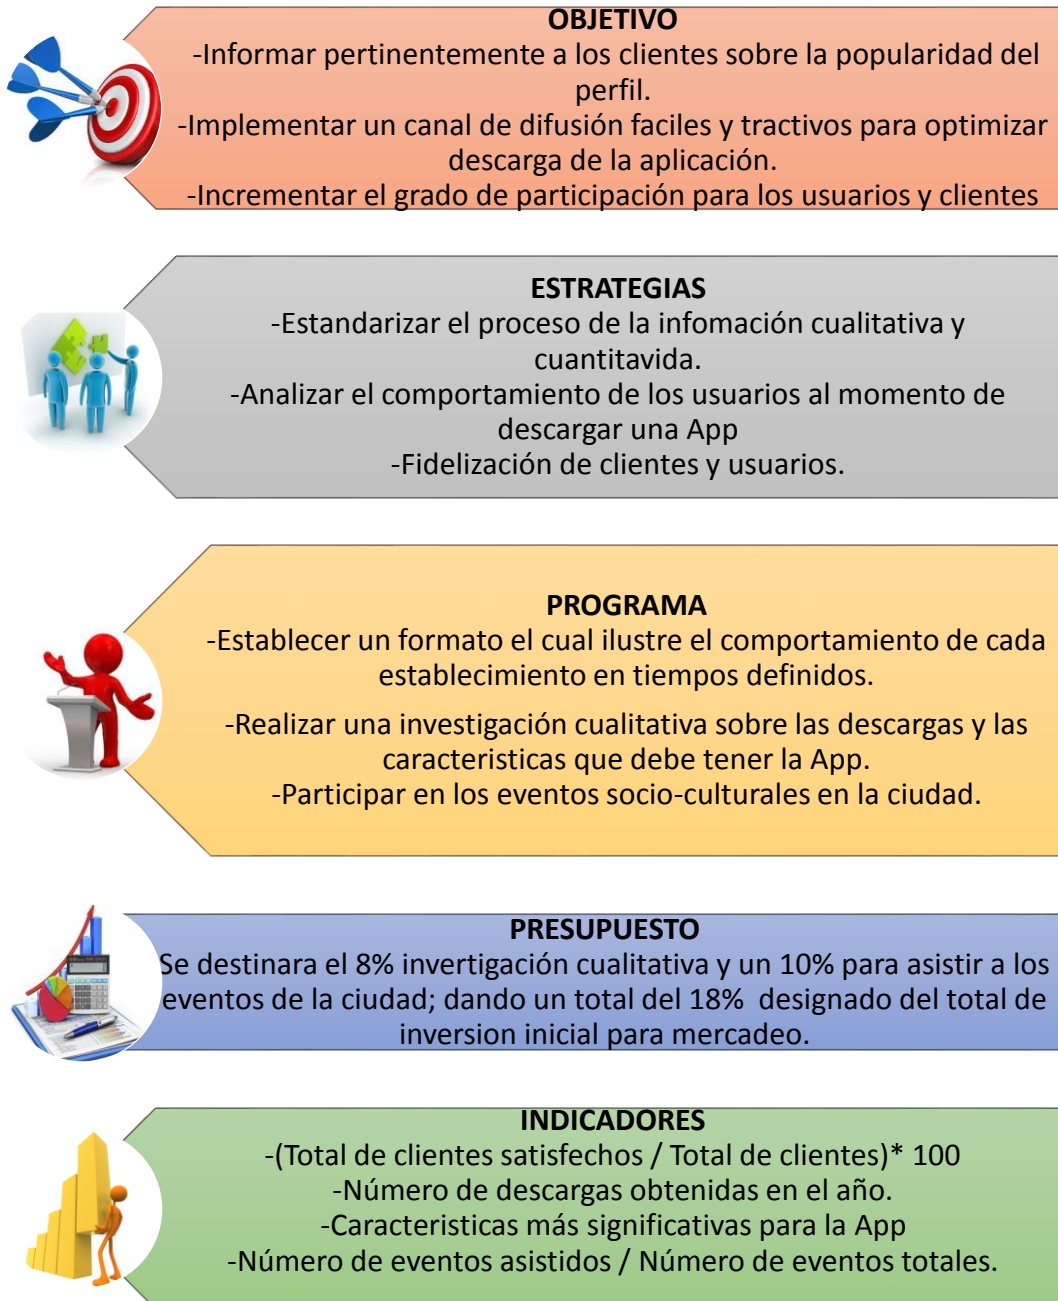 OBJETIVO
-Informar pertinentemente a los clientes sobre la popularidad del
perfil.
-Implementar un canal de difusión faciles y tractivos para optimizar
descarga de la aplicación.
-Incrementar el grado de participación para los usuarios y clientes
ESTRATEGIAS
-Estandarizar el proceso de la infomación cualitativa y
cuantitavida.
-Analizar el comportamiento de los usuarios al momento de
descargar una App
-Fidelización de clientes y usuarios.
PROGRAMA
-Establecer un formato el cual ilustre el comportamiento de cada
establecimiento en tiempos definidos.
-Realizar una investigación cualitativa sobre las descargas y las
caracteristicas que debe tener la App.
-Participar en los eventos socio-culturales en la ciudad.
PRESUPUESTO
Se destinara el 8% invertigación cualitativa y un 10% para asistir a los
eventos de la ciudad; dando un total del 18% designado del total de
inversion inicial para mercadeo.
INDICADORES
-(Total de clientes satisfechos / Total de clientes)* 100
-Número de descargas obtenidas en el año.
-Caracteristicas más significativas para la App
-Número de eventos asistidos / Número de eventos totales.